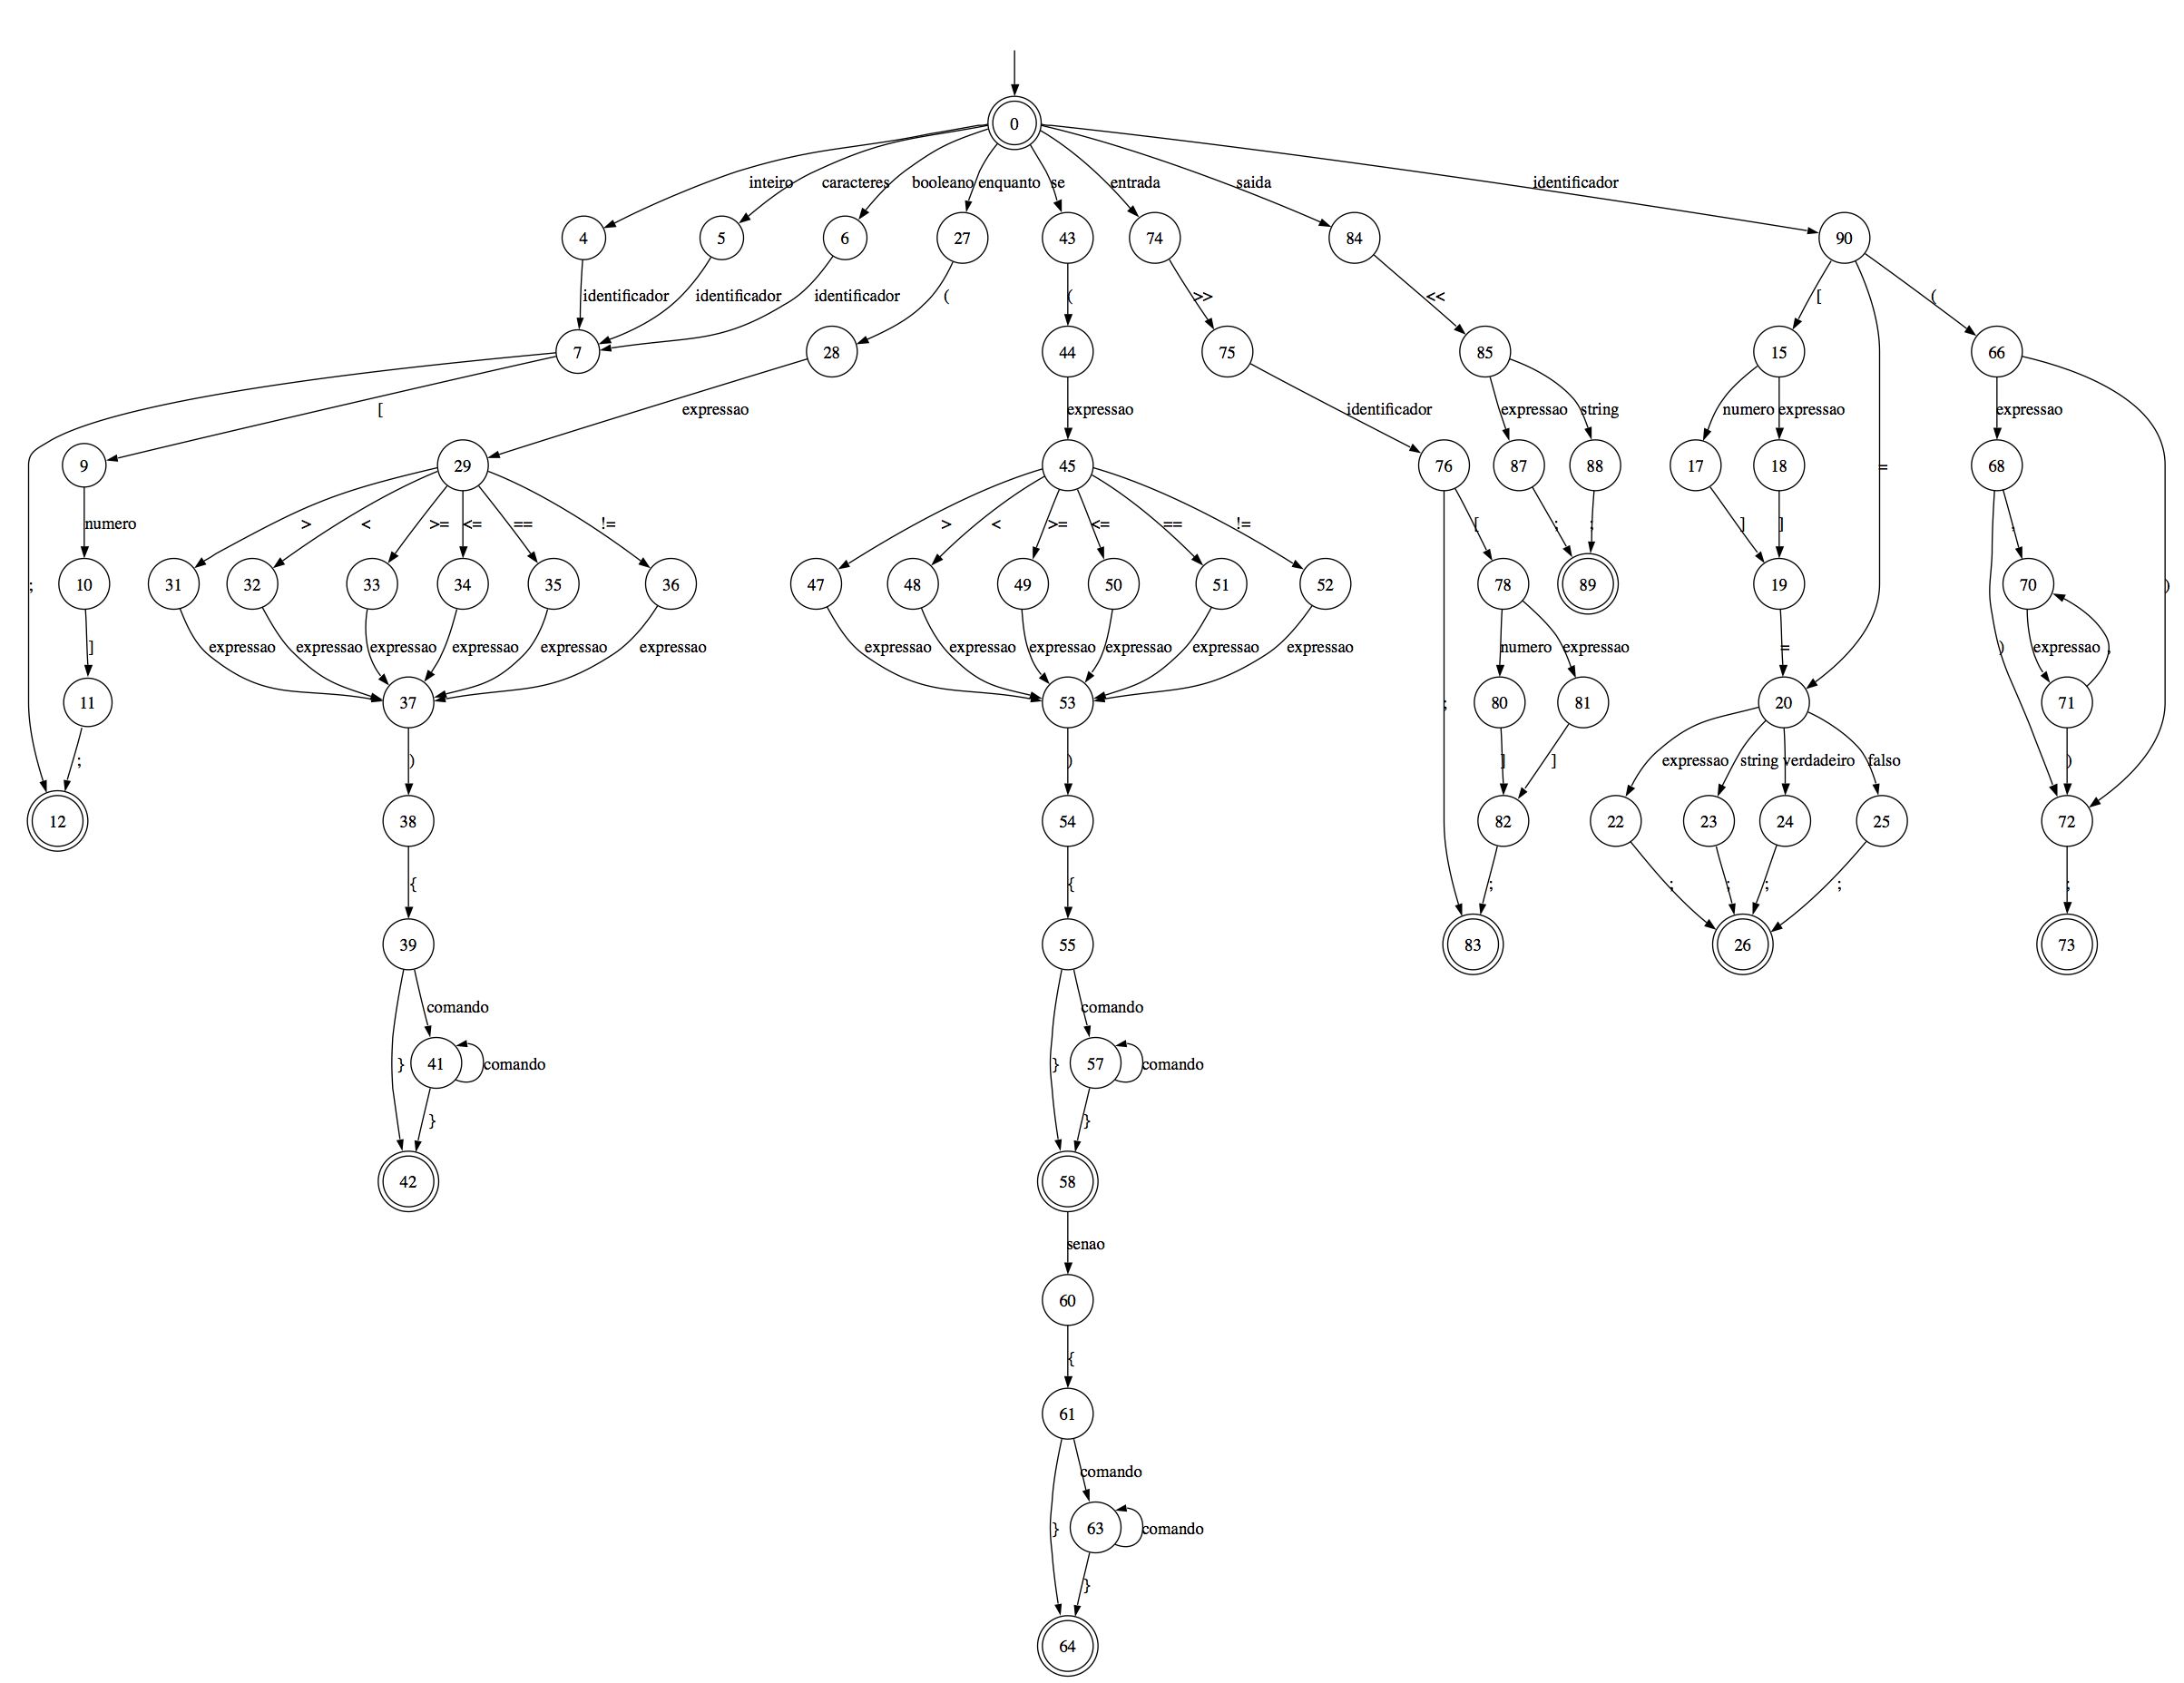 0
inteiro caracteres booleano enquanto se entrada saida identificador
4 5 6 27 43 74 84 90
identificador identificador identificador ( ( >> << [ (
7 28 44 75 85 15 66
[ expressao expressao identificador expressao string numero expressao expressao
9 29 45 76 87 88 17 18 = 68
numero > < >= <= == != > < >= <= == != [ ; ; ] ] ,
; 10 31 32 33 34 35 36 47 48 49 50 51 52 78 89 19 70 )
] expressao expressao expressao expressao expressao expressao expressao expressao expressao expressao expressao expressao numero expressao = ) expressao ,
11 37 53 ; 80 81 20 71
; ) ) ] ] expressao string verdadeiro falso )
12 38 54 82 22 23 24 25 72
{ { ; ; ; ; ; ;
39 55 83 26 73
comando comando
} 41 comando } 57 comando
} }
42 58
senao
60
{
61
comando
} 63 comando
}
64